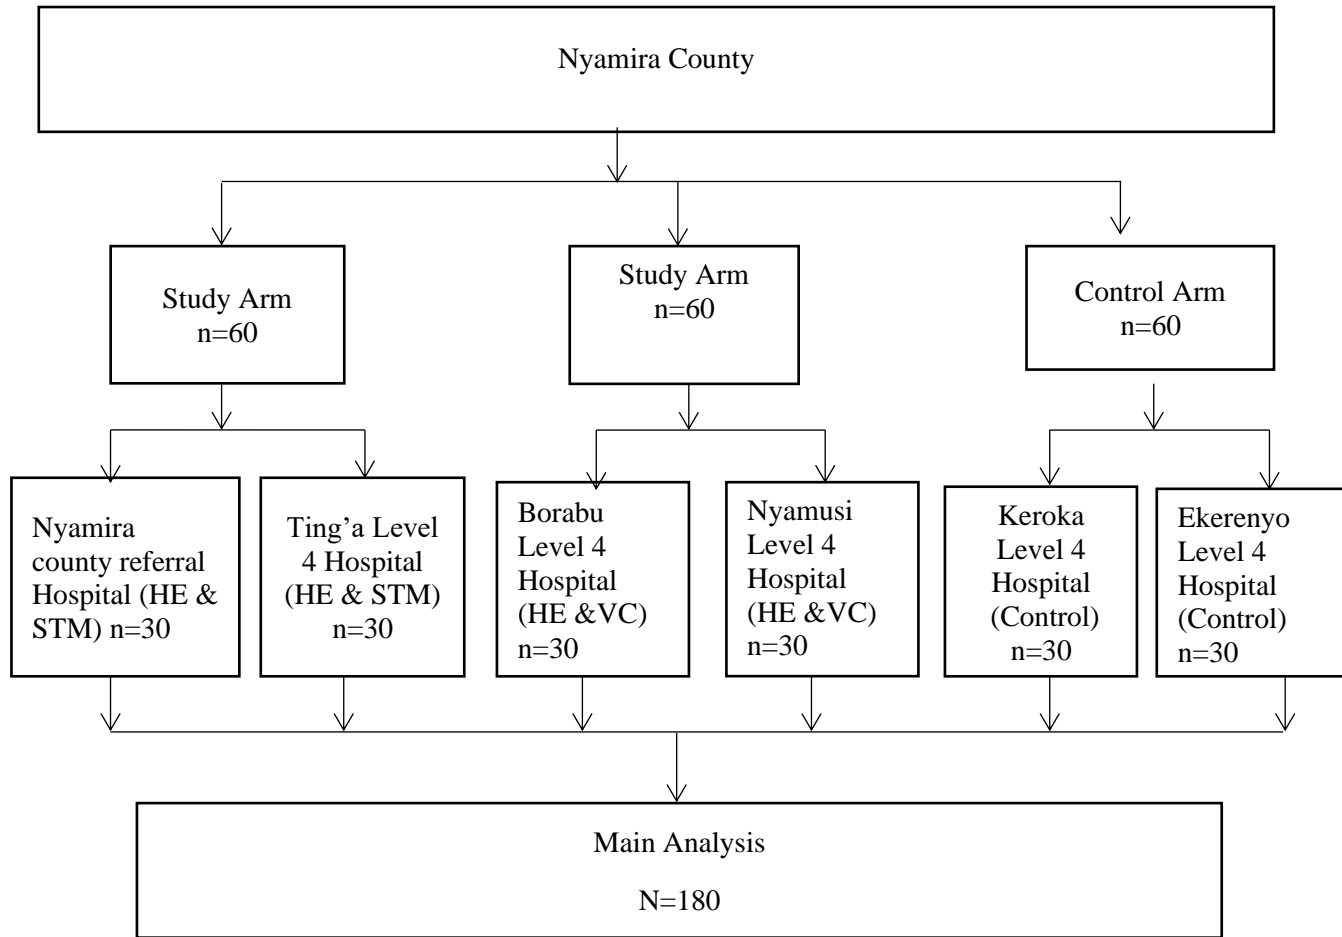 Nyamira County
Study Arm
n=60
Study Arm
n=60
Control Arm
n=60
Nyamira
county referral
Hospital (HE &
STM) n=30
Ting’a Level
4 Hospital
(HE & STM)
n=30
Borabu
Level 4
Hospital
(HE &VC)
n=30
Nyamusi
Level 4
Hospital
(HE &VC)
n=30
Keroka
Level 4
Hospital
(Control)
n=30
Ekerenyo
Level 4
Hospital
(Control)
n=30
Main Analysis
N=180